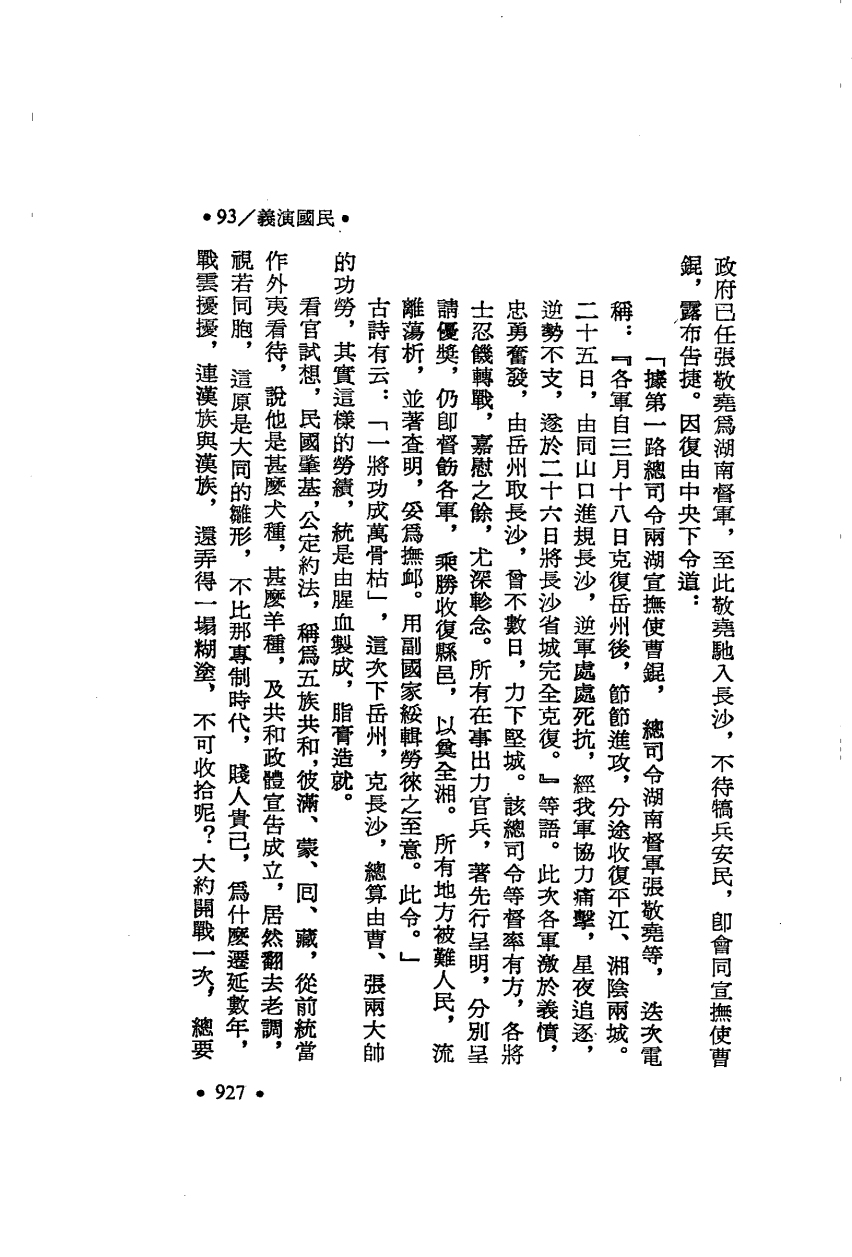 •93/義演國民•
政府已任張敬堯爲湖南督軍，至此敬堯馳入長沙，不待犒兵安民，卽會同宣撫使曹
錕，露布告捷。因復由中央下令道：
「據第一路總司令兩湖宣撫使曹錕，總司令湖南督軍張敬堯等，迭次電
稱：『各軍自三月十八日克復岳州後，節節進攻，分途收復平江、湘陰兩城。
二十五日，由同山口進規長沙，逆軍處處死抗，經我軍協力痛擊，星夜追逐，
逆勢不支，遂於二十六日將長沙省城完全克復。』等語。此次各軍激於義憤，
忠勇奮發，由岳州取長沙，曾不數日，力下堅城。該總司令等督率有方，各將
士忍饑轉戰，嘉慰之餘，尤深軫念。所有在事出力官兵，著先行呈明，分別呈
請優獎，仍卽督飭各軍，乘勝收復縣邑，以奠全湘。所有地方被難人民，流
離蕩析，並著查明，妥爲撫卹。用副國家綏輯勞徠之至意。此令。」
古詩有云：「一將功成萬骨枯」，這次下岳州，克長沙，總算由曹、張兩大帥
的功勞，其實這樣的勞績，統是由腥血製成，脂膏造就。
看官試想，民國肇基，公定約法，稱爲五族共和，彼滿、蒙、回、藏，從前統當
作外夷看待，說他是甚麼犬種，甚麼羊種，及共和政體宣告成立，居然翻去老調，
視若同胞，這原是大同的雛形，不比那專制時代，賤人貴己，爲什麼遷延數年，
戰雲擾擾，連漢族與漢族，還弄得一塌糊塗，不可收拾呢？大約開戰一次，總要
•927•